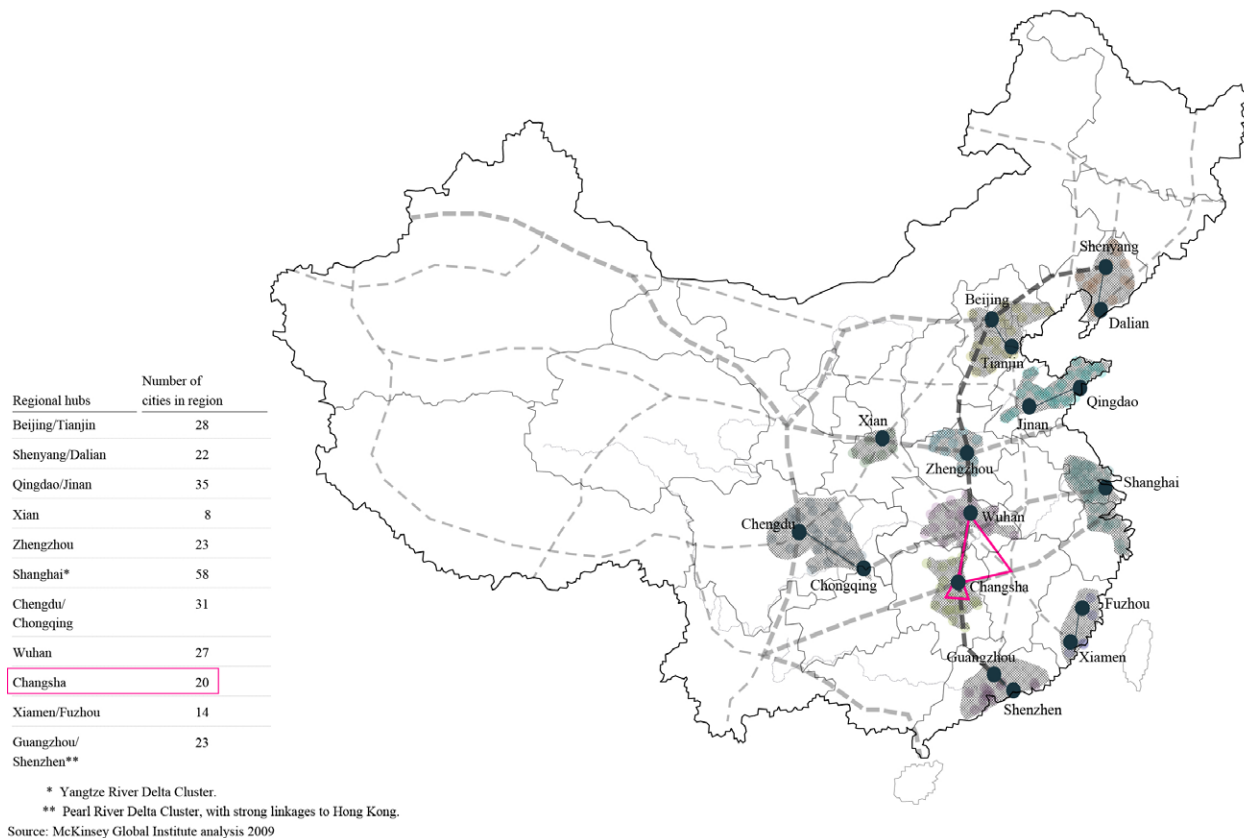 Regional hubs
Number of
cities in region
Beijing/Tianjin 28
Shenyang/Dalian 22
Qingdao/Jinan 35
Xian 8
Zhengzhou 23
Shanghai* 58
Chengdu/
Chongqing 31
Wuhan 27
Changsha 20
Xiamen/Fuzhou 14
Guangzhou/
Shenzhen** 23
* Yangtze River Delta Cluster.
** Pearl River Delta Cluster, with strong linkages to Hong Kong.
Source: McKinsey Global Institute analysis 2009
Shenyang
Beijing
Dalian
Tianjin
Qingdao
Jinan
Xian
Zhengzhou
Shanghai
Chengdu
Wuhan
Chongqing
Changsha
Fuzhou
Xiamen
Guangzhou
Shenzhen